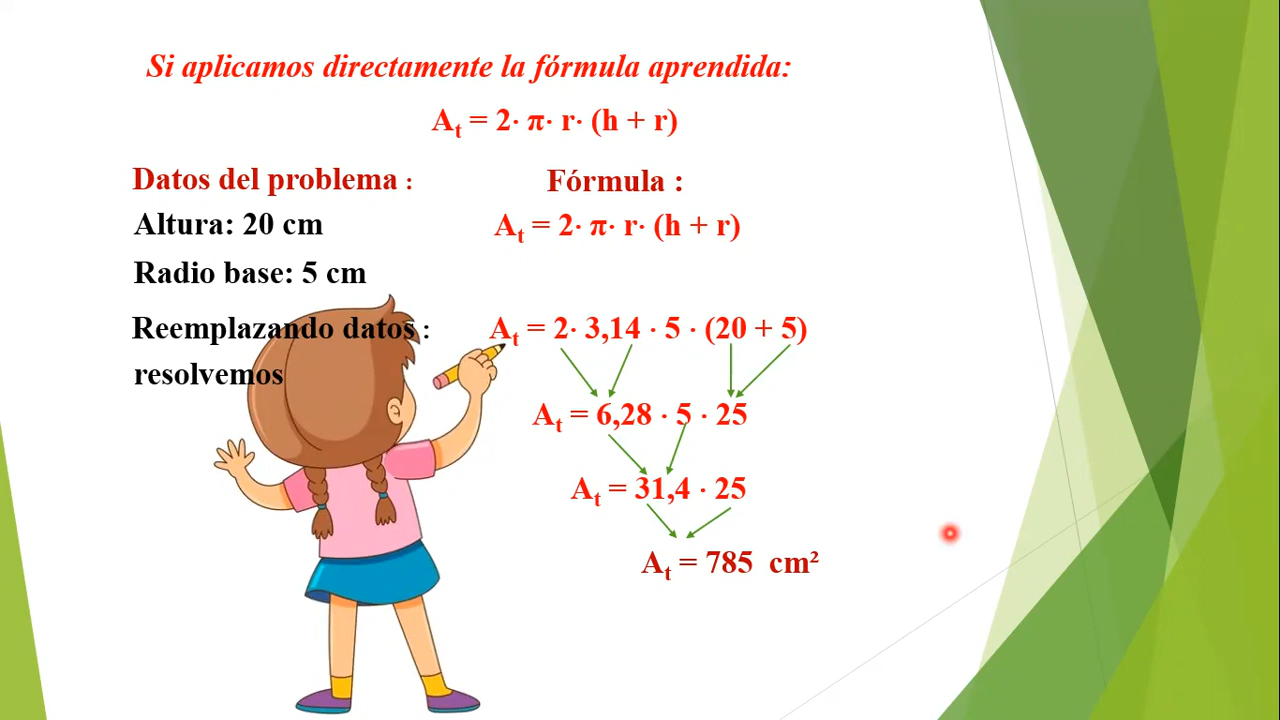 Si aplicamos directamente la fórmula aprendida:
Aₜ = 2· π· r· (h + r)
Datos del problema :
Fórmula :
Altura: 20 cm
Aₜ = 2· π· r· (h + r)
Radio base: 5 cm
Reemplazando datos :
Aₜ = 2· 3,14 · 5 · (20 + 5)
resolvemos
Aₜ = 6,28 · 5 · 25
Aₜ = 31,4 · 25
Aₜ = 785 cm²